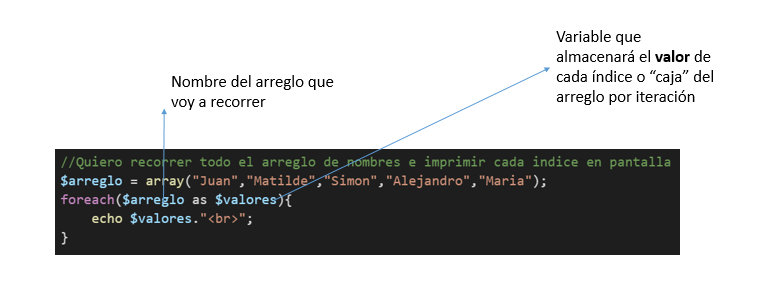 Variable que
almacenará el valor de
cada índice o “caja” del
arreglo por iteración
Nombre del arreglo que
voy a recorrer
//Quiero recorrer todo el arreglo de nombres e imprimir cada indice en pantalla
$arreglo = array("Juan","Matilde","Simon","Alejandro","Maria");
foreach($arreglo as $valores){
    echo $valores."<br>";
}